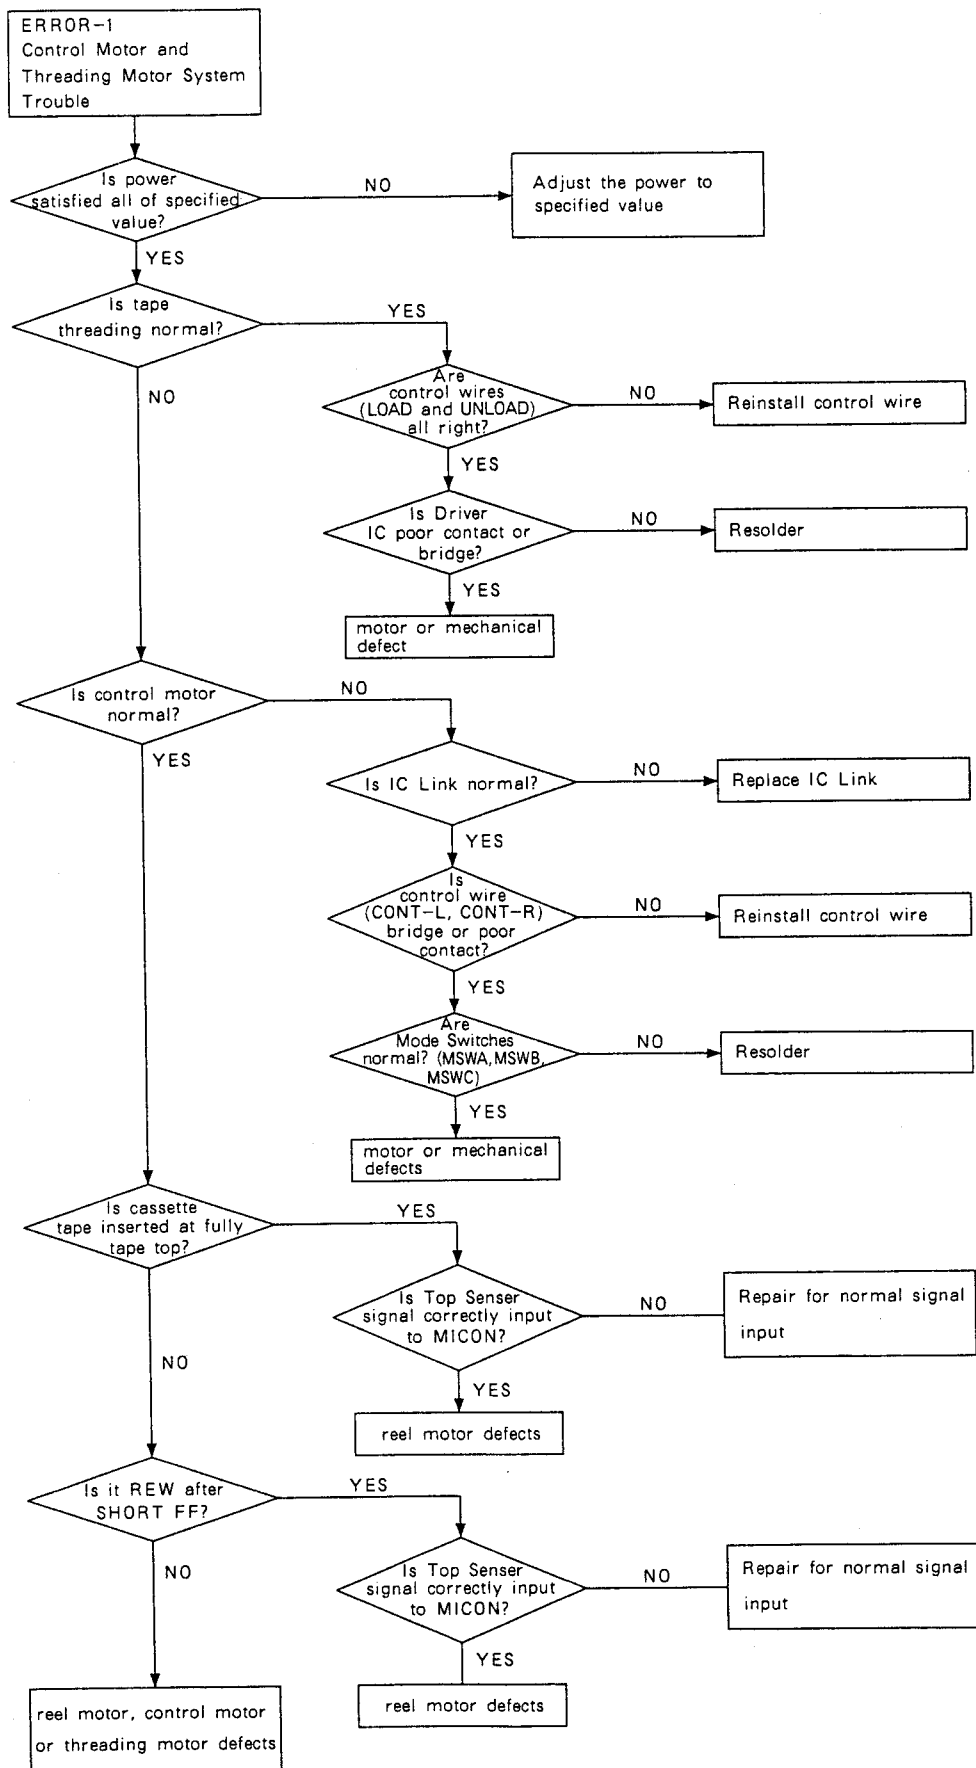 ERROR-1
Control Motor and
Threading Motor System
Trouble
Is power
satisfied all of specified
value?
NO
Adjust the power to
specified value
YES
Is tape
threading normal?
YES
NO
Are
control wires
(LOAD and UNLOAD)
all right?
NO
Reinstall control wire
YES
Is Driver
IC poor contact or
bridge?
NO
Resolder
YES
motor or mechanical
defect
Is control motor
normal?
NO
YES
Is IC Link normal?
NO
Replace IC Link
YES
Is
control wire
(CONT-L, CONT-R)
bridge or poor
contact?
NO
Reinstall control wire
YES
Are
Mode Switches
normal? (MSWA,MSWB,
MSWC)
NO
Resolder
YES
motor or mechanical
defects
Is cassette
tape inserted at fully
tape top?
YES
NO
Is Top Senser
signal correctly input
to MICON?
NO
Repair for normal signal
input
YES
reel motor defects
Is it REW after
SHORT FF?
YES
NO
Is Top Senser
signal correctly input
to MICON?
NO
Repair for normal signal
input
YES
reel motor defects
reel motor, control motor
or threading motor defects